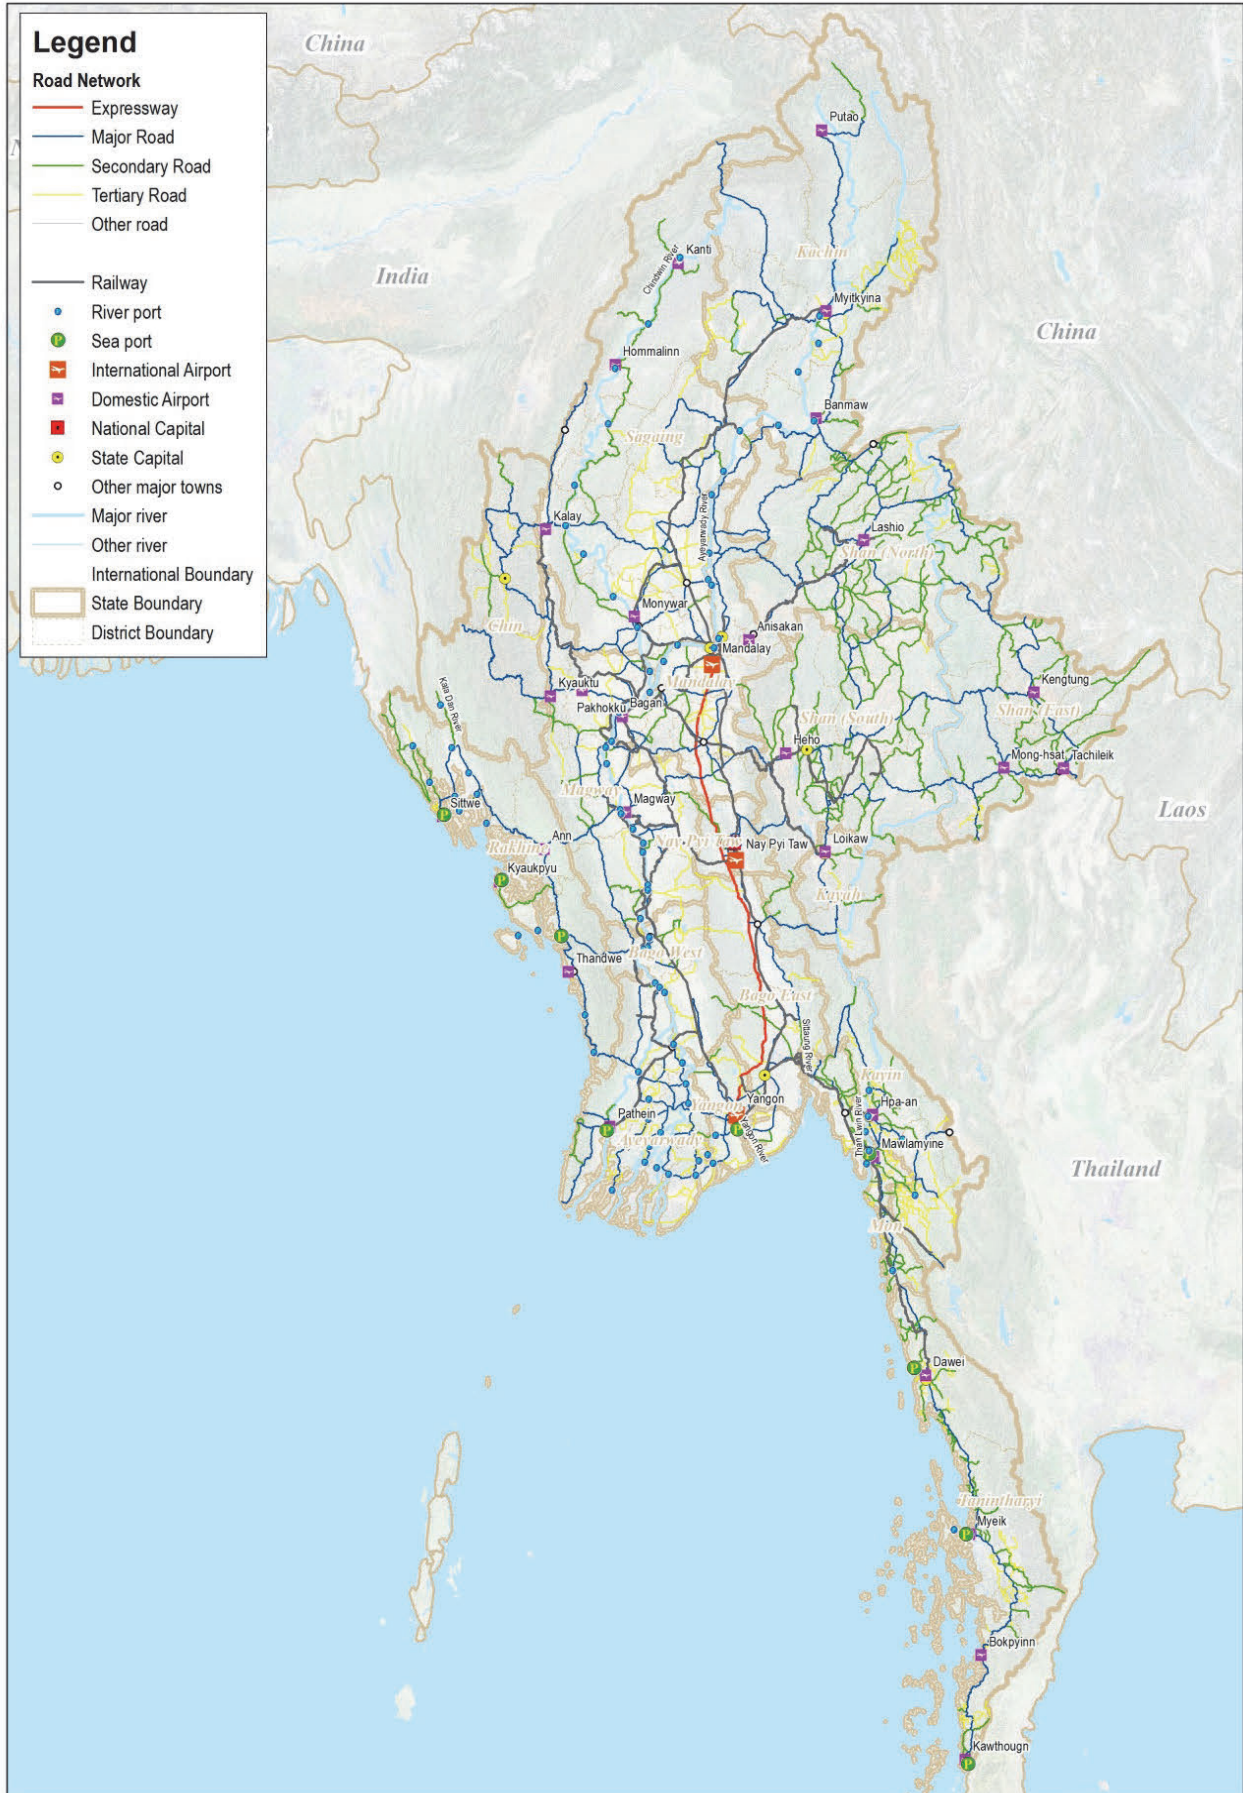 Legend
Road Network
Expressway
Major Road
Secondary Road
Tertiary Road
Other road
Railway
River port
Sea port
International Airport
Domestic Airport
National Capital
State Capital
Other major towns
Major river
Other river
International Boundary
State Boundary
District Boundary
China
Putao
Kachin
Kanti
Chindwin River
India
Myitkyina
China
Hommalinn
Banmaw
Sagaing
Ayeyarwady River
Kalay
Lashio
Shan (North)
Monywar
Anisakan
Chin
Mandalay
Mandalay
Kyauktu
Kengtung
Kala Dan River
Pakhokku
Bagan
Shan (East)
Shan (South)
Heho
Mong-hsat
Tachileik
Magway
Magway
Sittwe
Laos
Ann
Rakhine
Nay Pyi Taw
Nay Pyi Taw
Loikaw
Kyaukpyu
Kayah
Bago West
Thandwe
Bago East
Sittaung River
Kayin
Yangon
Yangon
Hpa-an
Pathein
Ayeyarwady
Yangon River
Than Lwin River
Mawlamyine
Thailand
Mon
Dawei
Tanintharyi
Myeik
Bokpyinn
Kawthougn